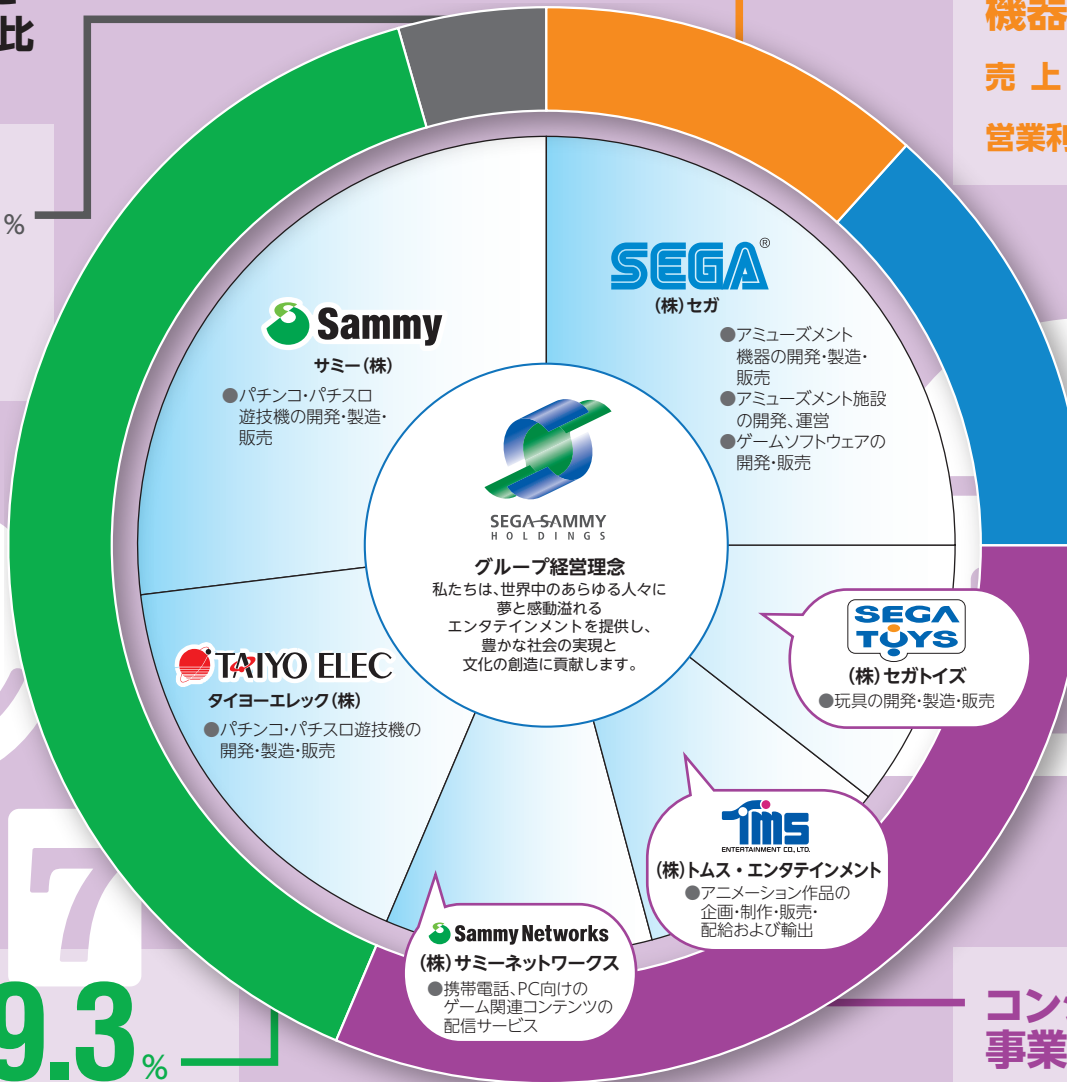 比
%
機器
売上
営業利
Sammy
サミー(株)
●パチンコ・パチスロ
遊技機の開発・製造・
販売
SEGA®
(株)セガ
●アミューズメント
機器の開発・製造・
販売
●アミューズメント施設
の開発、運営
●ゲームソフトウェアの
開発・販売
SEGA SAMMY
HOLDINGS
グループ経営理念
私たちは、世界中のあらゆる人々に
夢と感動溢れる
エンタテインメントを提供し、
豊かな社会の実現と
文化の創造に貢献します。
TAIYO ELEC
タイヨーエレック(株)
●パチンコ・パチスロ遊技機の
開発・製造・販売
SEGA
TOYS
(株)セガトイズ
●玩具の開発・製造・販売
TMS
ENTERTAINMENT CO., LTD.
(株)トムス・エンタテインメント
●アニメーション作品の
企画・制作・販売・
配給および輸出
Sammy Networks
(株)サミーネットワークス
●携帯電話、PC向けの
ゲーム関連コンテンツの
配信サービス
7
9.3%
コン
事業